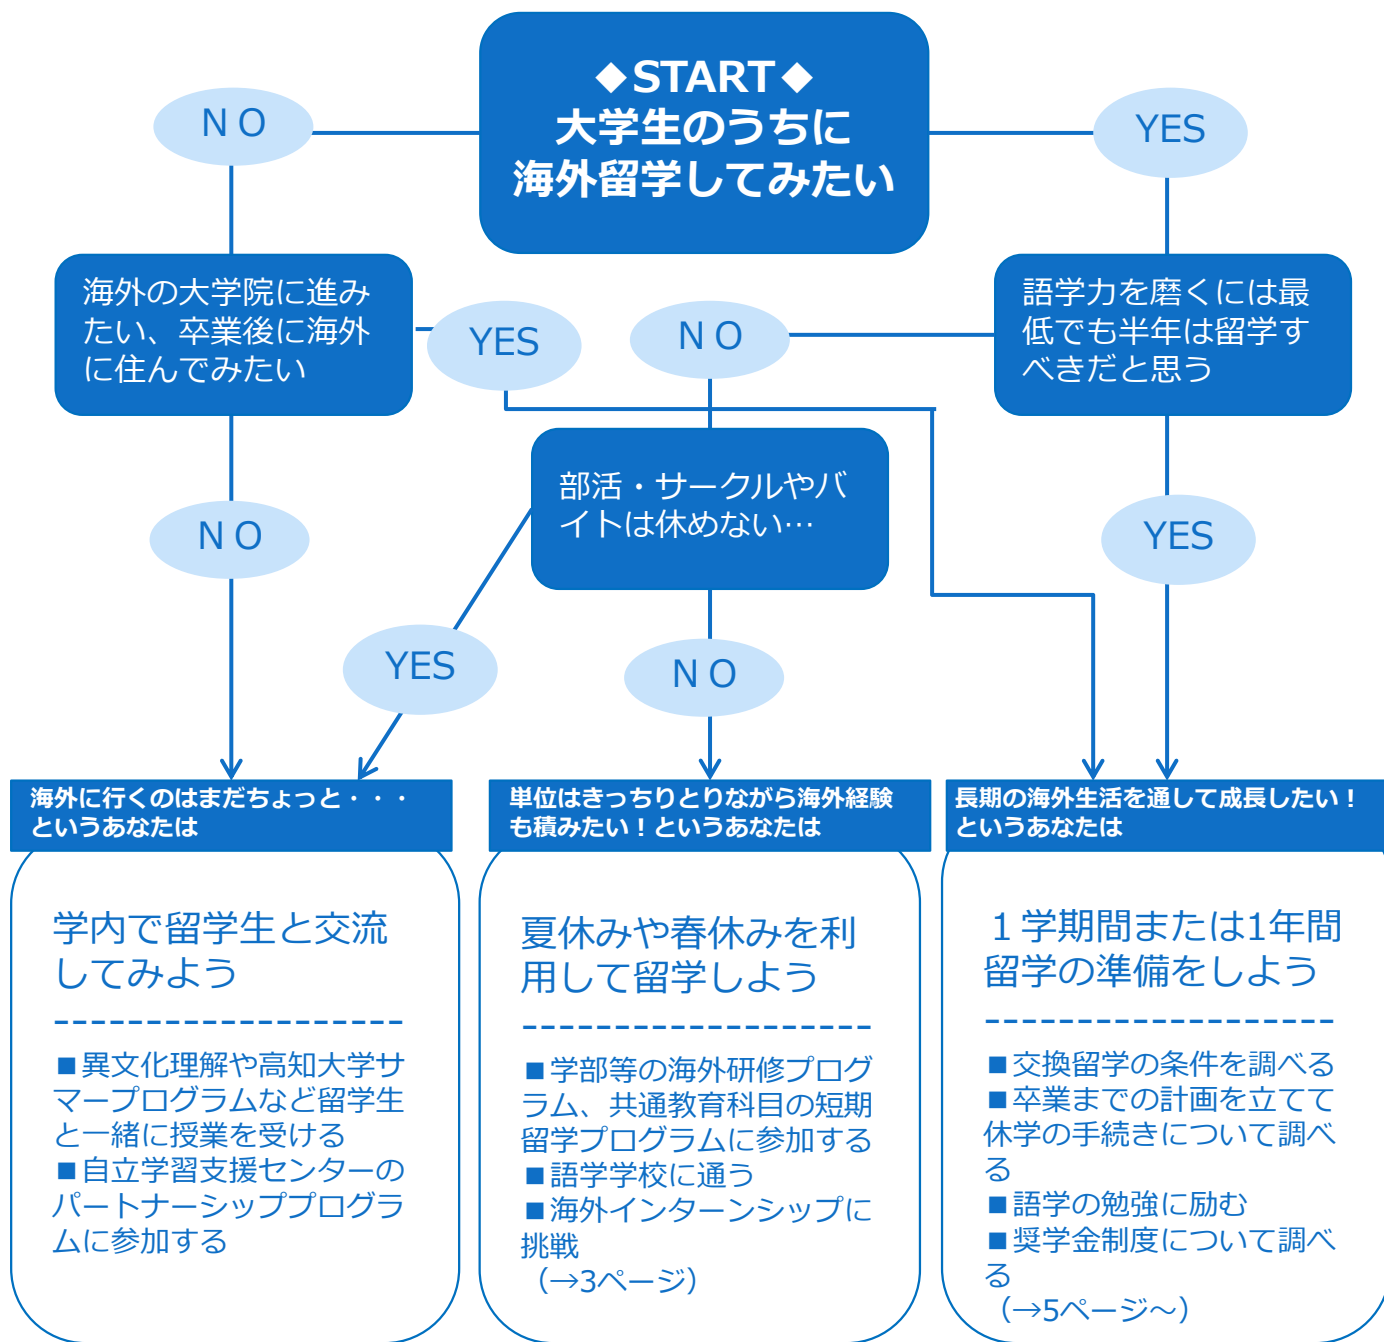 ◆START◆
大学生のうちに
海外留学してみたい
NO
YES
海外の大学院に進み
たい、卒業後に海外
に住んでみたい
YES
NO
語学力を磨くには最
低でも半年は留学す
べきだと思う
部活・サークルやバ
イトは休めない…
NO
YES
YES
NO
海外に行くのはまだちょっと・・・
というあなたは
単位はきっちりとりながら海外経験
も積みたい！というあなたは
長期の海外生活を通して成長したい！
というあなたは
学内で留学生と交流
してみよう
-------------------
■異文化理解や高知大学サ
マープログラムなど留学生
と一緒に授業を受ける
■自立学習支援センターの
パートナーシッププログラ
ムに参加する
夏休みや春休みを利
用して留学しよう
-------------------
■学部等の海外研修プログ
ラム、共通教育科目の短期
留学プログラムに参加する
■語学学校に通う
■海外インターンシップに
挑戦
（→3ページ）
１学期間または1年間
留学の準備をしよう
-------------------
■交換留学の条件を調べる
■卒業までの計画を立てて
休学の手続きについて調べ
る
■語学の勉強に励む
■奨学金制度について調べ
る
（→5ページ～）